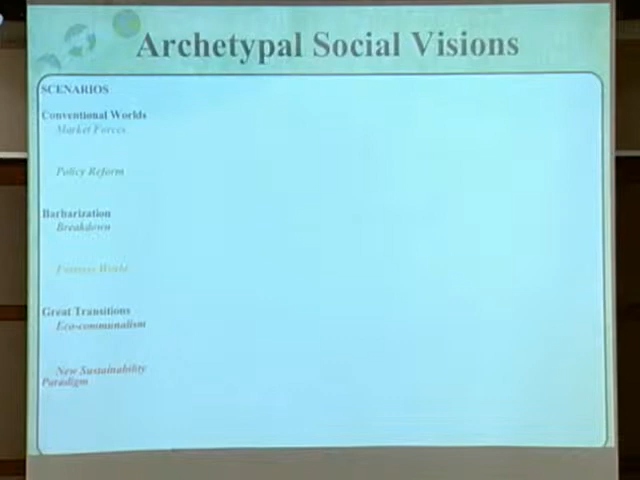 Archetypal Social Visions
SCENARIOS
Conventional Worlds
Market Forces
Policy Reform
Barbarization
Breakdown
Fortress World
Great Transitions
Eco-communalism
New Sustainability
Paradigm